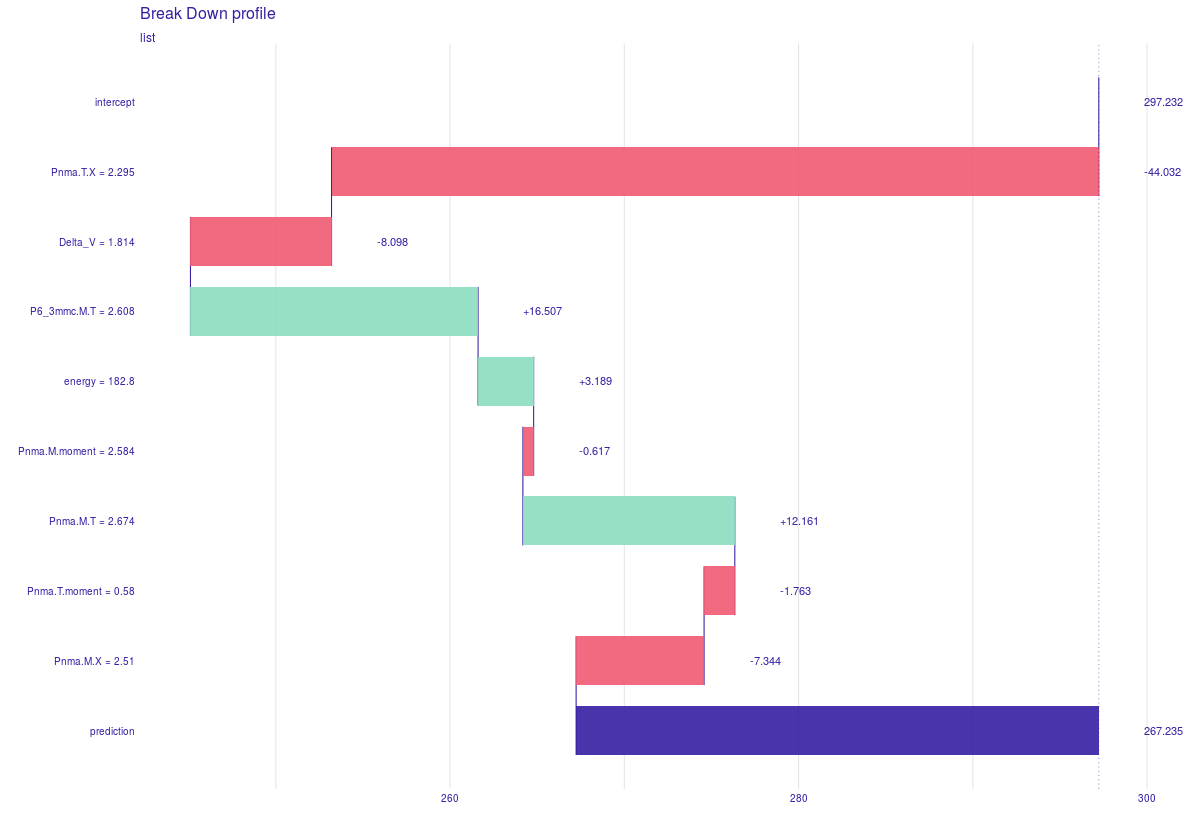 Break Down profile
list
intercept 297.232
Pnma.T.X = 2.295 -44.032
Delta_V = 1.814 -8.098
P6_3mmc.M.T = 2.608 +16.507
energy = 182.8 +3.189
Pnma.M.moment = 2.584 -0.617
Pnma.M.T = 2.674 +12.161
Pnma.T.moment = 0.58 -1.763
Pnma.M.X = 2.51 -7.344
prediction 267.235
260 280 300